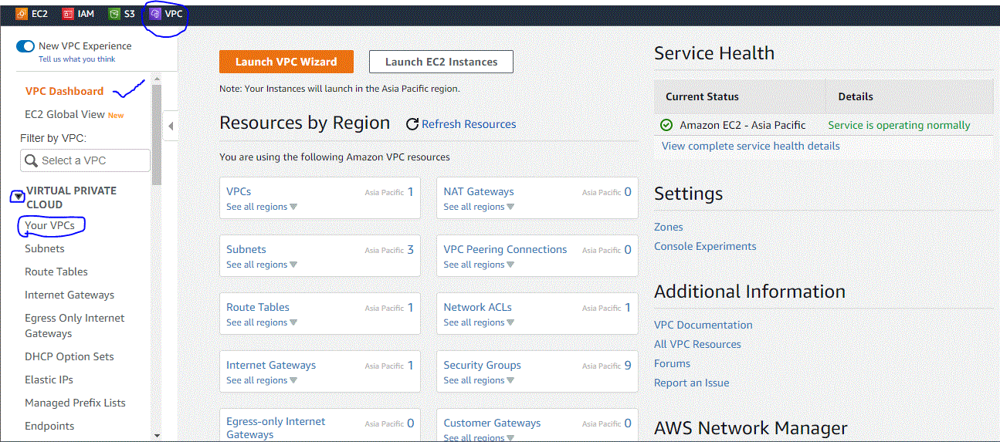 EC2 IAM S3 VPC
New VPC Experience
Tell us what you think
VPC Dashboard
EC2 Global View New
Filter by VPC:
Select a VPC
VIRTUAL PRIVATE
CLOUD
Your VPCs
Subnets
Route Tables
Internet Gateways
Egress Only Internet
Gateways
DHCP Option Sets
Elastic IPs
Managed Prefix Lists
Endpoints
Launch VPC Wizard Launch EC2 Instances
Note: Your Instances will launch in the Asia Pacific region.
Resources by Region Refresh Resources
You are using the following Amazon VPC resources
VPCs Asia Pacific 1
See all regions
NAT Gateways Asia Pacific 0
See all regions
Subnets Asia Pacific 3
See all regions
VPC Peering Connections Asia Pacific 0
See all regions
Route Tables Asia Pacific 1
See all regions
Network ACLs Asia Pacific 1
See all regions
Internet Gateways Asia Pacific 1
See all regions
Security Groups Asia Pacific 9
See all regions
Egress-only Internet Asia Pacific 0
Gateways
Customer Gateways Asia Pacific 0
See all regions
Service Health
Current Status Details
Amazon EC2 - Asia Pacific Service is operating normally
View complete service health details
Settings
Zones
Console Experiments
Additional Information
VPC Documentation
All VPC Resources
Forums
Report an Issue
AWS Network Manager